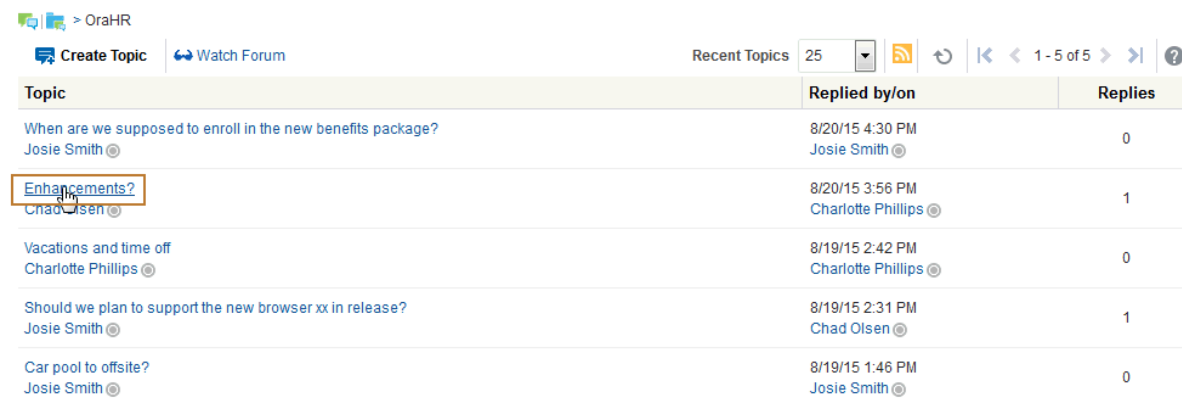 > OraHR
Create Topic Watch Forum Recent Topics 25 1 - 5 of 5
Topic Replied by/on Replies
When are we supposed to enroll in the new benefits package? 8/20/15 4:30 PM
Josie Smith Josie Smith 0
Enhancements? 8/20/15 3:56 PM
Chad Olsen Charlotte Phillips 1
Vacations and time off 8/19/15 2:42 PM
Charlotte Phillips Charlotte Phillips 0
Should we plan to support the new browser xx in release? 8/19/15 2:31 PM
Josie Smith Chad Olsen 1
Car pool to offsite? 8/19/15 1:46 PM
Josie Smith Josie Smith 0